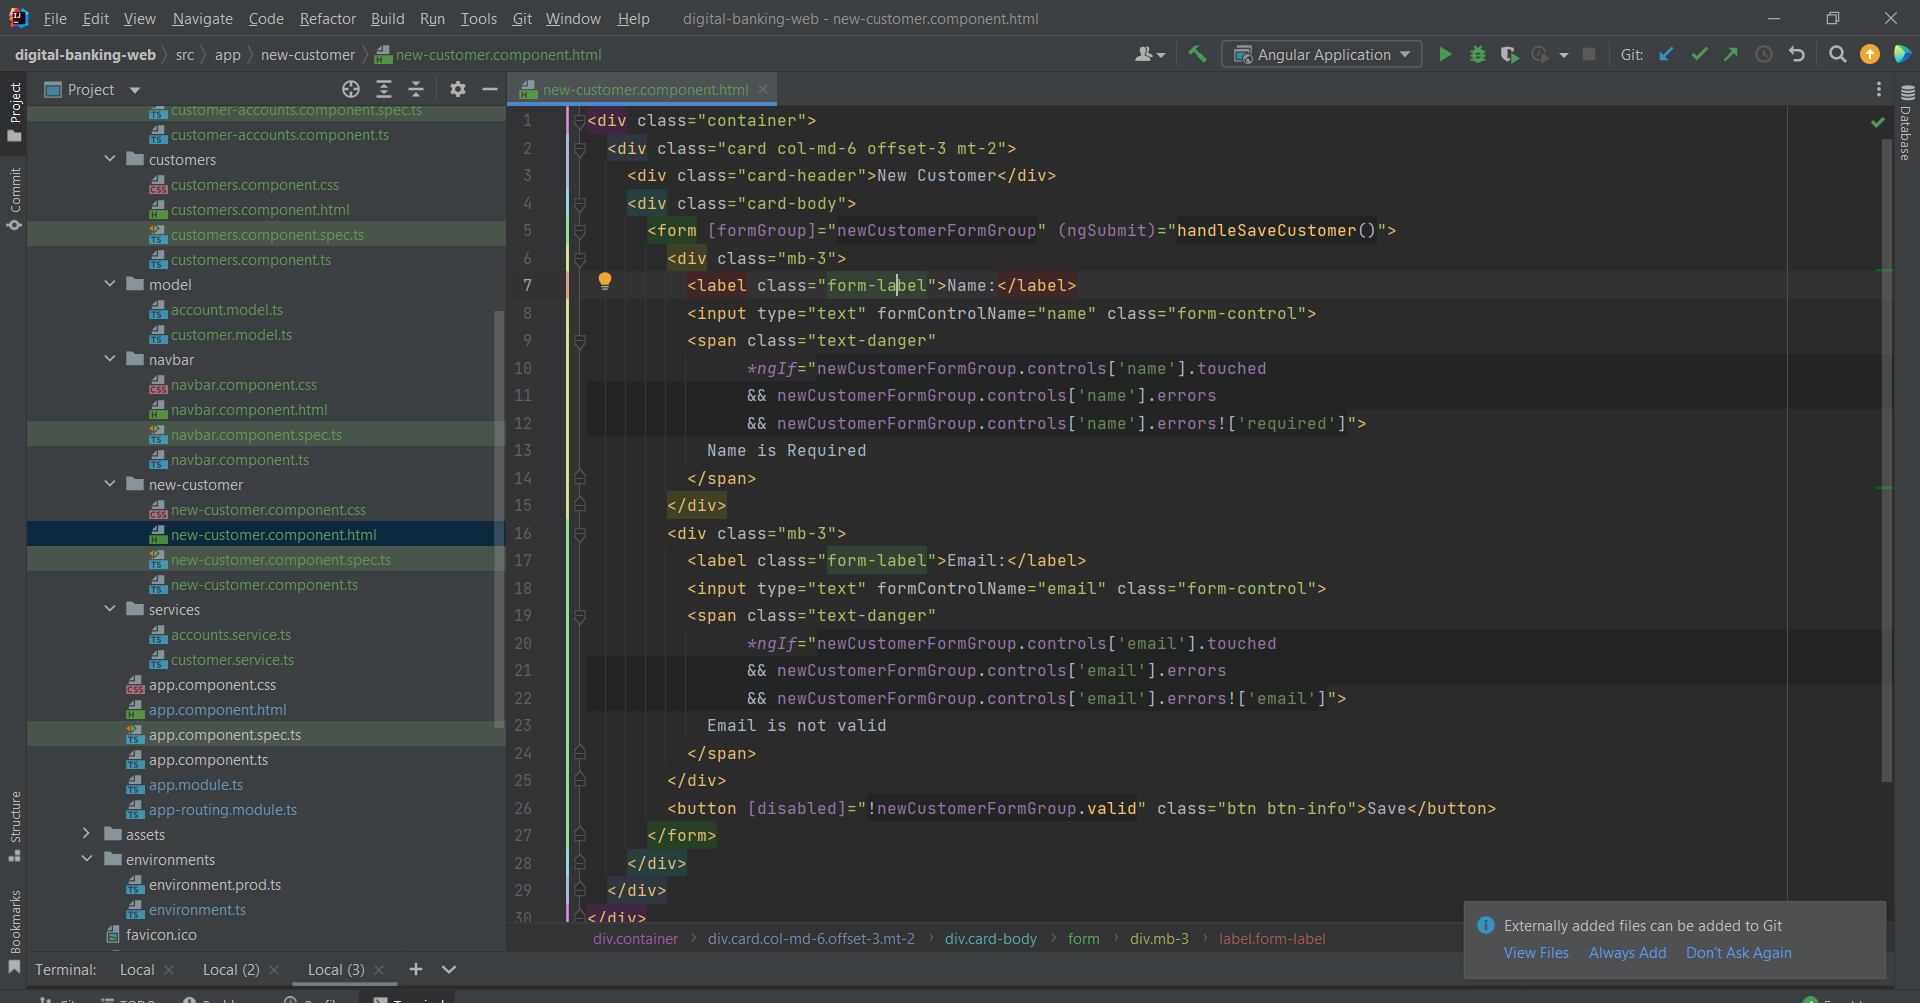 File Edit View Navigate Code Refactor Build Run Tools Git Window Help digital-banking-web - new-customer.component.html
digital-banking-web src app new-customer new-customer.component.html Angular Application Git:
Project
Commit
Structure
Bookmarks
Project
customer-accounts.component.spec.ts
customer-accounts.component.ts
customers
customers.component.css
customers.component.html
customers.component.spec.ts
customers.component.ts
model
account.model.ts
customer.model.ts
navbar
navbar.component.css
navbar.component.html
navbar.component.spec.ts
navbar.component.ts
new-customer
new-customer.component.css
new-customer.component.html
new-customer.component.spec.ts
new-customer.component.ts
services
accounts.service.ts
customer.service.ts
app.component.css
app.component.html
app.component.spec.ts
app.component.ts
app.module.ts
app-routing.module.ts
assets
environments
environment.prod.ts
environment.ts
favicon.ico
new-customer.component.html
1 <div class="container">
2 <div class="card col-md-6 offset-3 mt-2">
3 <div class="card-header">New Customer</div>
4 <div class="card-body">
5 <form [formGroup]="newCustomerFormGroup" (ngSubmit)="handleSaveCustomer()">
6 <div class="mb-3">
7 <label class="form-label">Name:</label>
8 <input type="text" formControlName="name" class="form-control">
9 <span class="text-danger"
10 *ngIf="newCustomerFormGroup.controls['name'].touched
11 && newCustomerFormGroup.controls['name'].errors
12 && newCustomerFormGroup.controls['name'].errors!['required']">
13 Name is Required
14 </span>
15 </div>
16 <div class="mb-3">
17 <label class="form-label">Email:</label>
18 <input type="text" formControlName="email" class="form-control">
19 <span class="text-danger"
20 *ngIf="newCustomerFormGroup.controls['email'].touched
21 && newCustomerFormGroup.controls['email'].errors
22 && newCustomerFormGroup.controls['email'].errors!['email']">
23 Email is not valid
24 </span>
25 </div>
26 <button [disabled]="!newCustomerFormGroup.valid" class="btn btn-info">Save</button>
27 </form>
28 </div>
29 </div>
30 </div>
div.container div.card.col-md-6.offset-3.mt-2 div.card-body form div.mb-3 label.form-label
Database
Externally added files can be added to Git
View Files Always Add Don't Ask Again
Terminal: Local Local (2) Local (3)